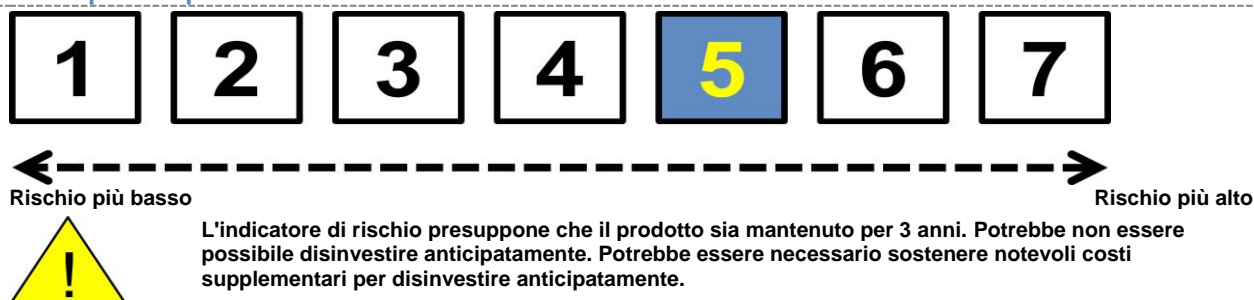 1 2 3 4 5 6 7
Rischio più basso Rischio più alto
!
L'indicatore di rischio presuppone che il prodotto sia mantenuto per 3 anni. Potrebbe non essere
possibile disinvestire anticipatamente. Potrebbe essere necessario sostenere notevoli costi
supplementari per disinvestire anticipatamente.